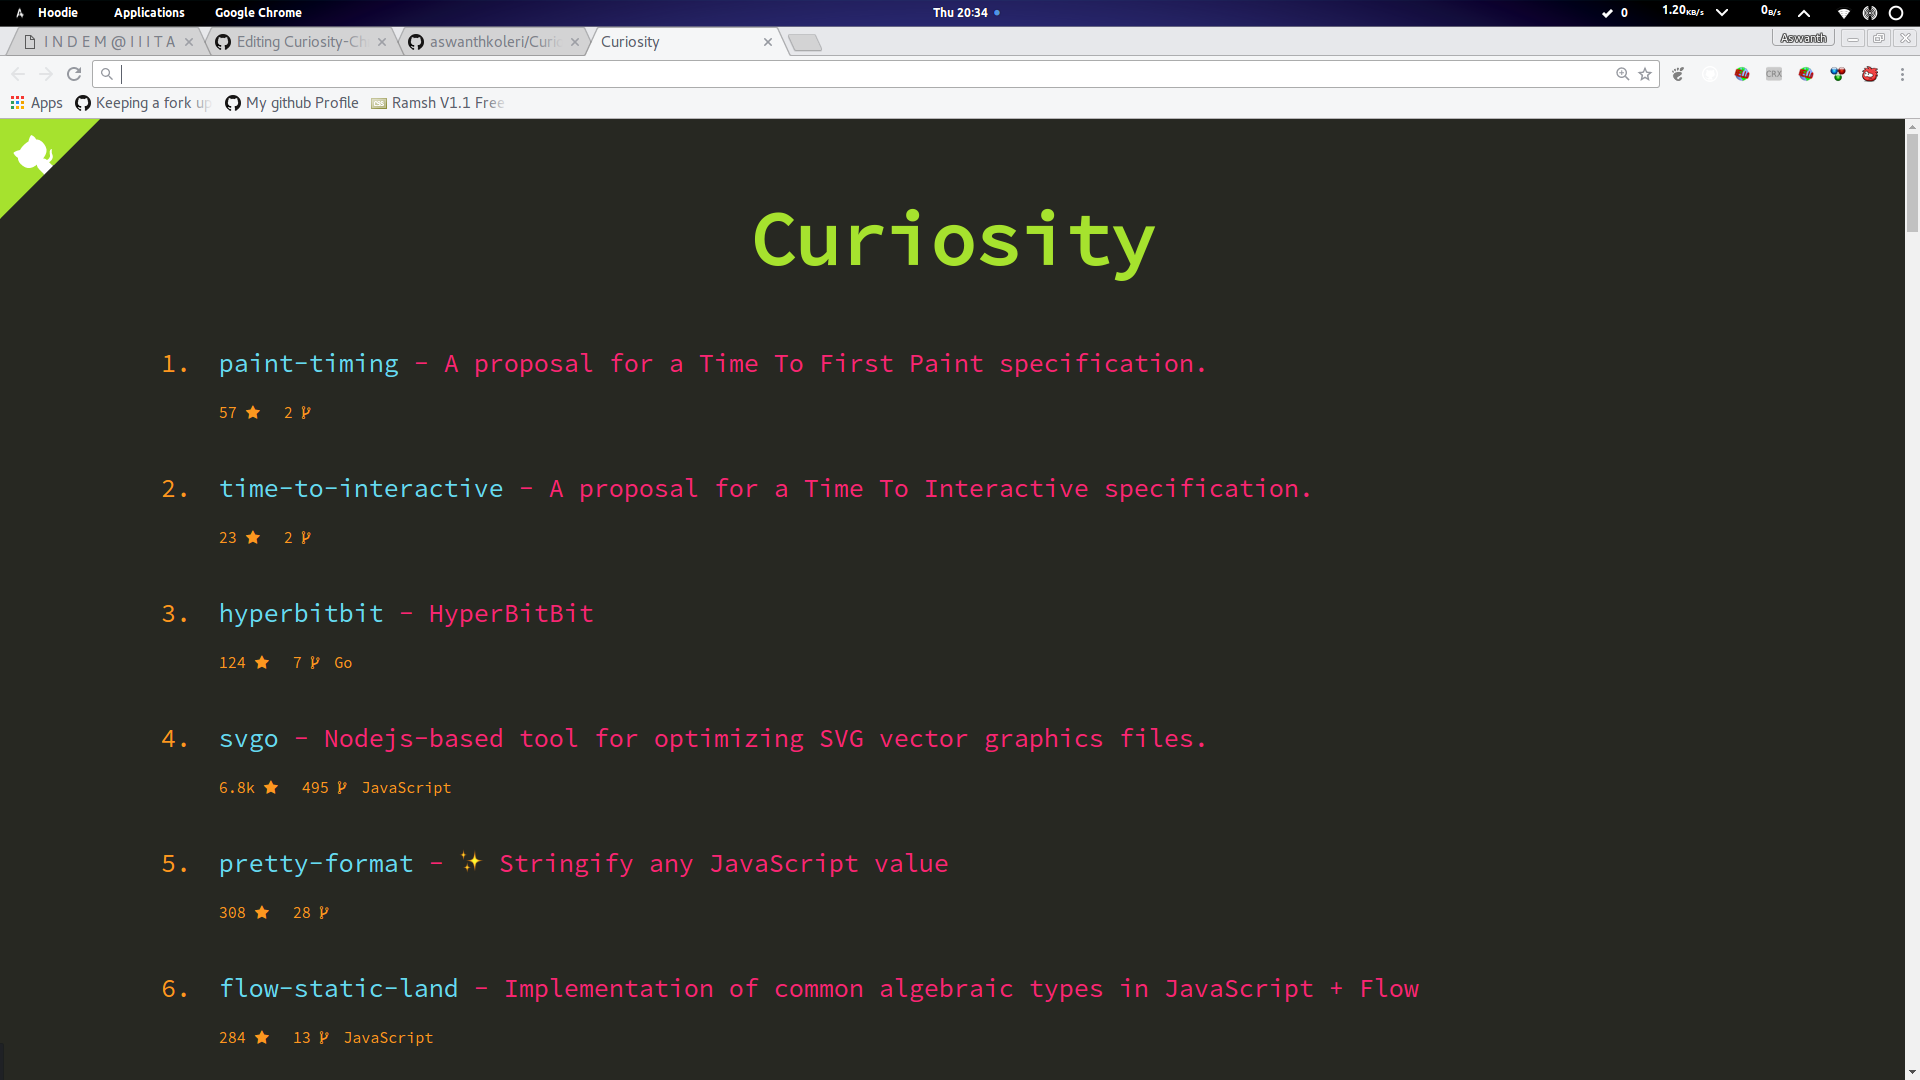 Hoodie Applications Google Chrome Thu 20:34 0 1.20KB/s 0B/s
I N D E M @ I I I T A Editing Curiosity-Ch aswanthkoleri/Curi Curiosity Aswanth
CRX
Apps Keeping a fork up My github Profile Ramsh V1.1 Free
Curiosity
1. paint-timing - A proposal for a Time To First Paint specification.
57 2
2. time-to-interactive - A proposal for a Time To Interactive specification.
23 2
3. hyperbitbit - HyperBitBit
124 7 Go
4. svgo - Nodejs-based tool for optimizing SVG vector graphics files.
6.8k 495 JavaScript
5. pretty-format - ✨ Stringify any JavaScript value
308 28
6. flow-static-land - Implementation of common algebraic types in JavaScript + Flow
284 13 JavaScript